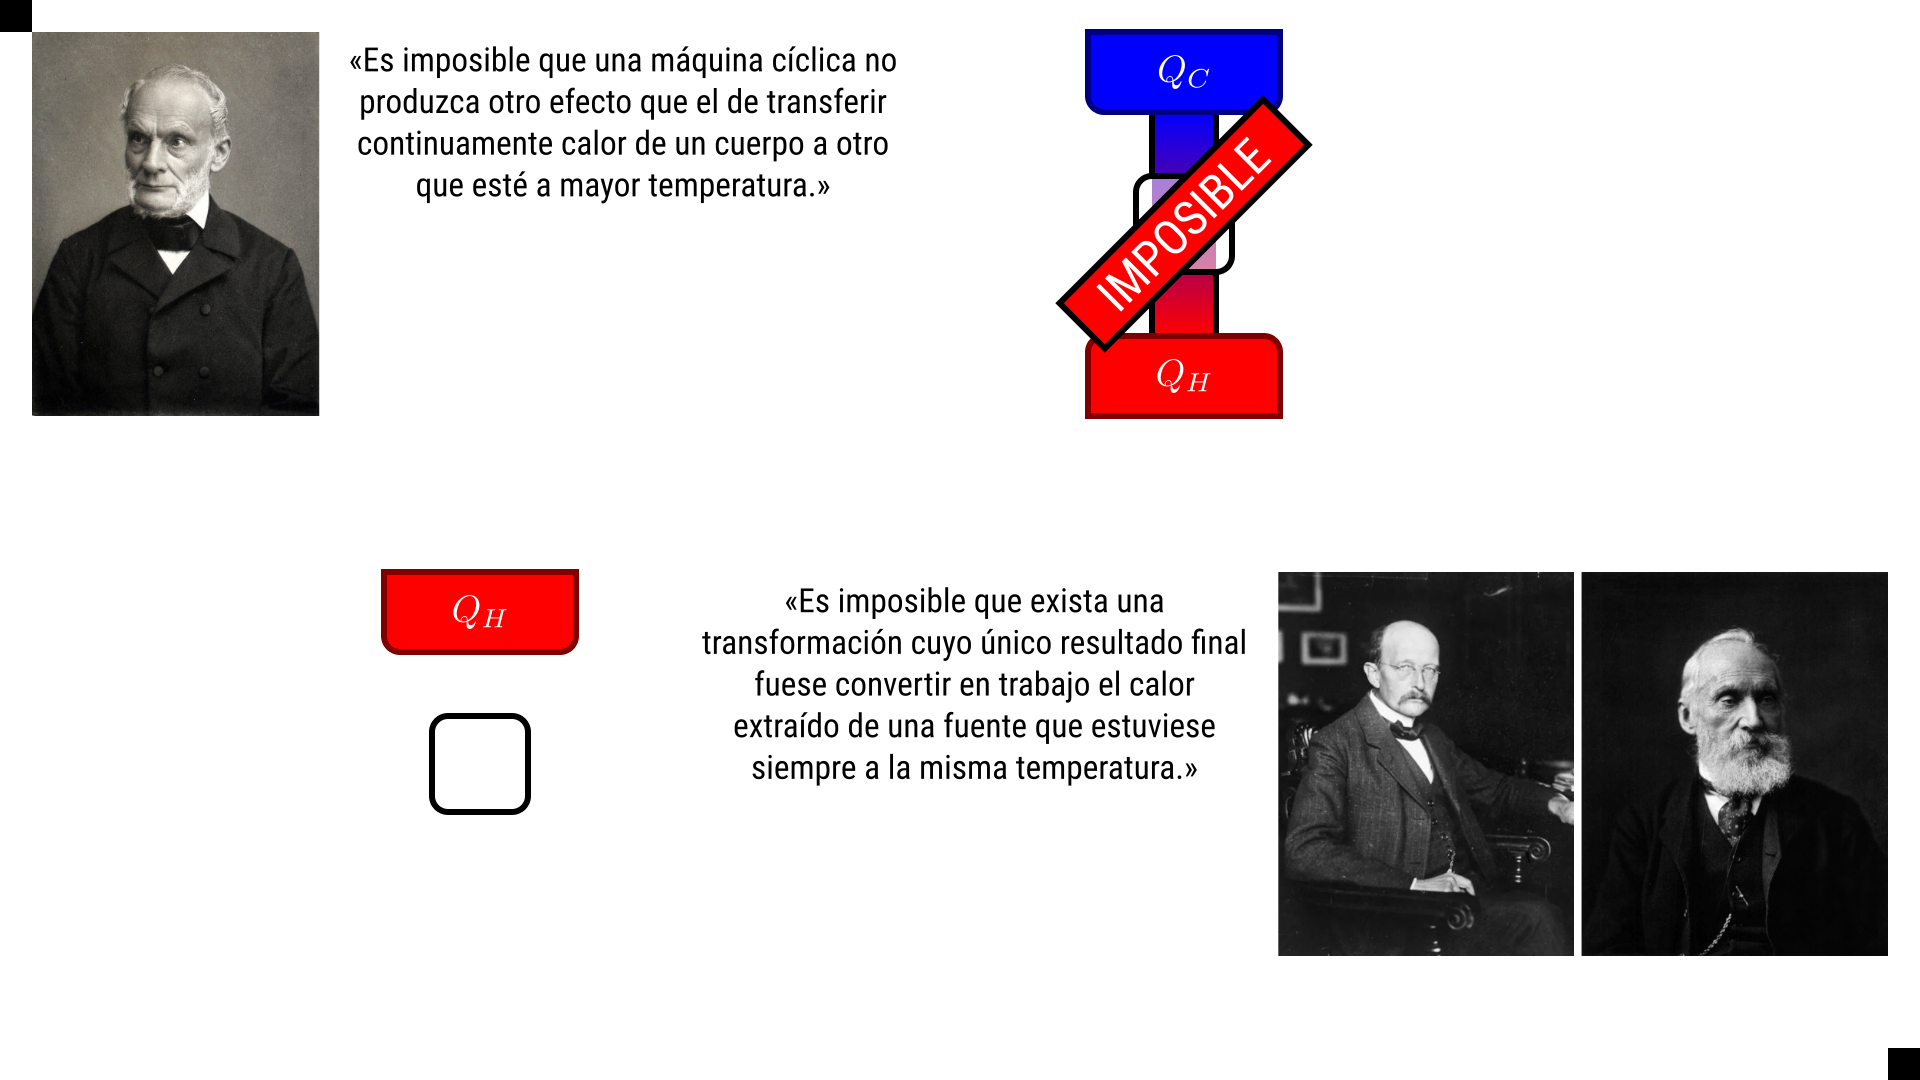 «Es imposible que una máquina cíclica no
produzca otro efecto que el de transferir
continuamente calor de un cuerpo a otro
que esté a mayor temperatura.»
Q_C
IMPOSIBLE
Q_H
Q_H
«Es imposible que exista una
transformación cuyo único resultado final
fuese convertir en trabajo el calor
extraído de una fuente que estuviese
siempre a la misma temperatura.»